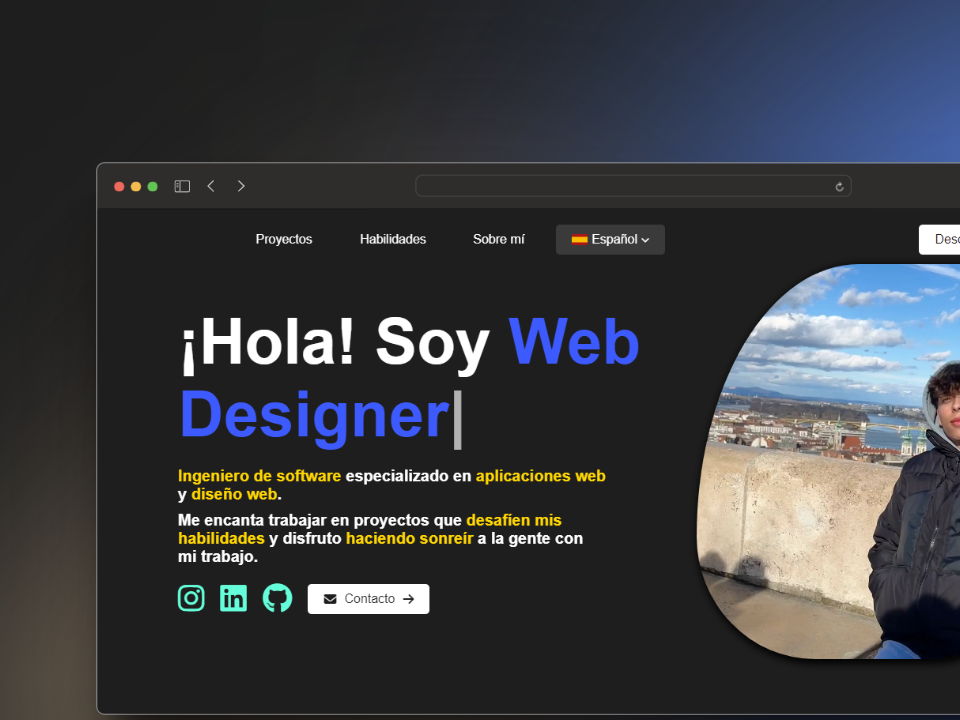 Proyectos Habilidades Sobre mí Español
¡Hola! Soy Web
Designer
Ingeniero de software especializado en aplicaciones web
y diseño web.
Me encanta trabajar en proyectos que desafíen mis
habilidades y disfruto haciendo sonreír a la gente con
mi trabajo.
Contacto